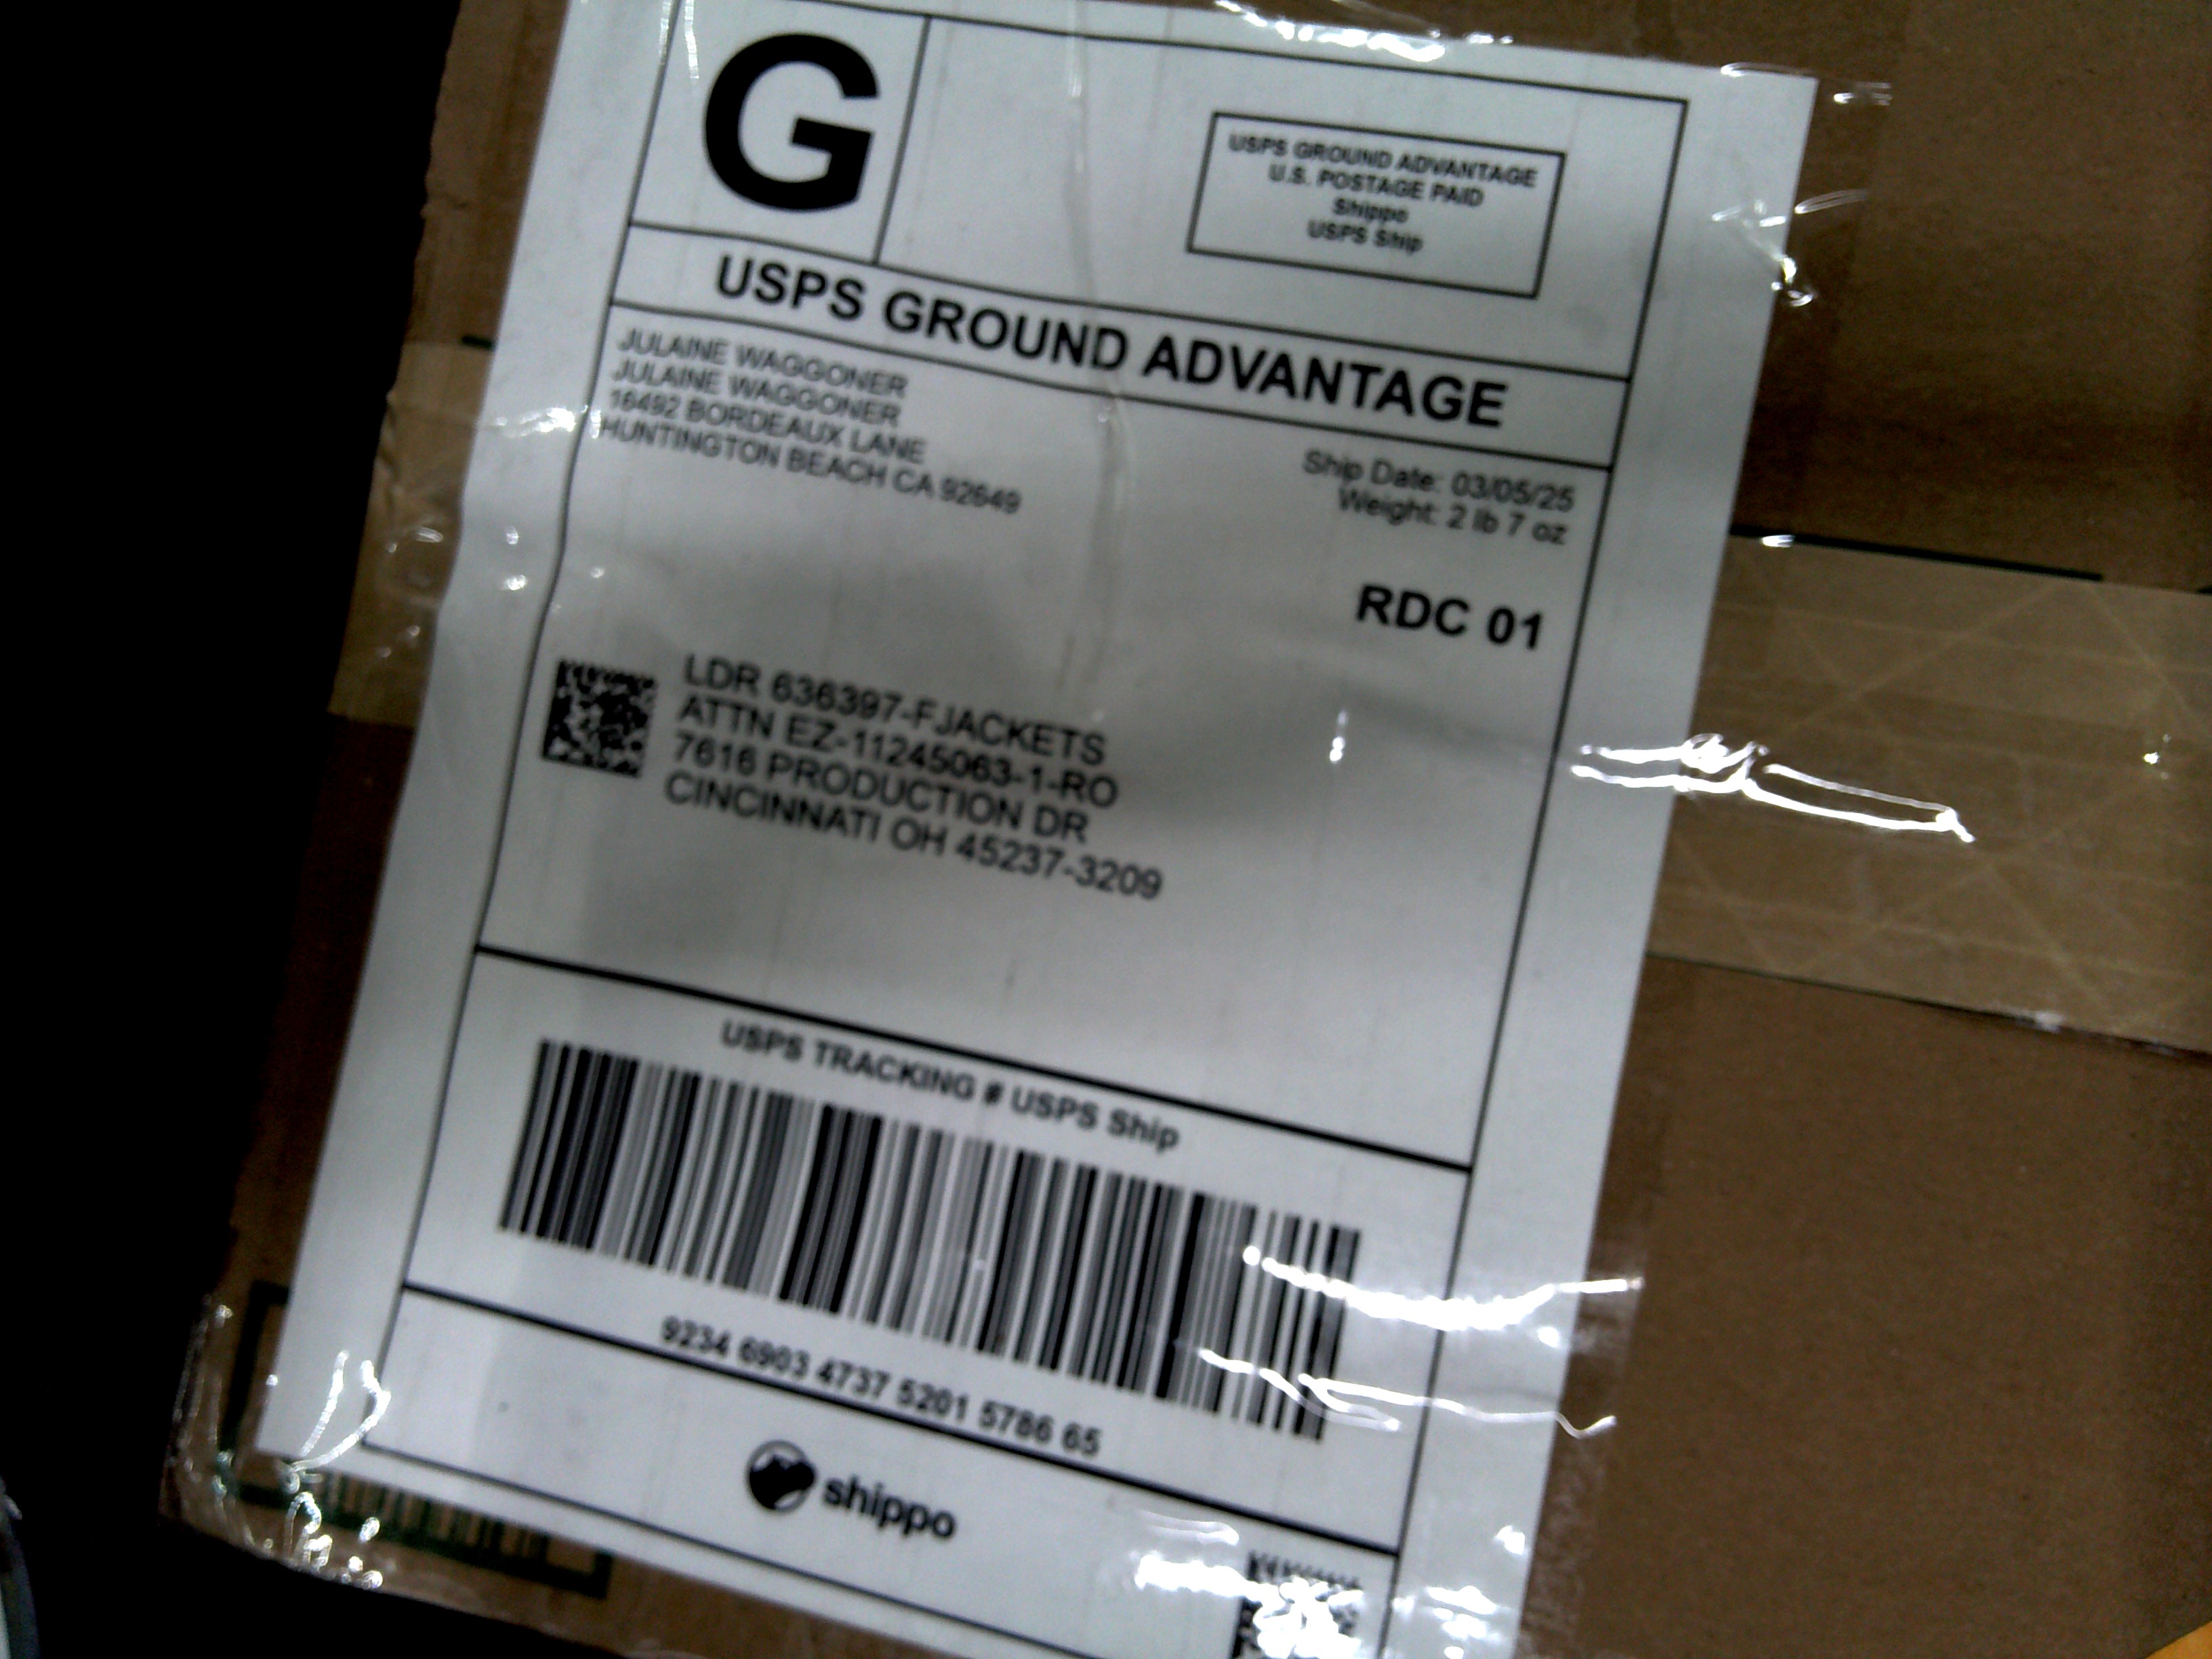 G
USPS GROUND ADVANTAGE
U.S. POSTAGE PAID
Shippo
USPS Ship
USPS GROUND ADVANTAGE
JULAINE WAGGONER
JULAINE WAGGONER
16492 BORDEAUX LANE
HUNTINGTON BEACH CA 92649
Ship Date: 03/05/25
Weight: 2 lb 7 oz
RDC 01
LDR 636397-FJACKETS
ATTN EZ-11245063-1-RO
7616 PRODUCTION DR
CINCINNATI OH 45237-3209
USPS TRACKING # USPS Ship
9234 6903 4737 5201 5786 65
shippo